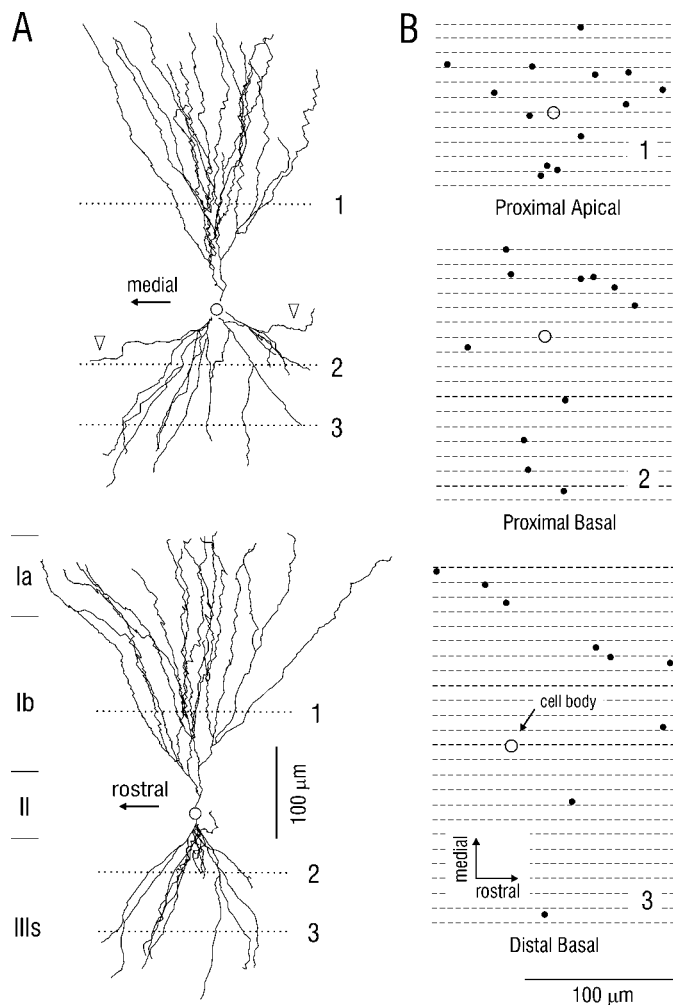 A
1
medial
2
3
Ia
Ib
1
rostral
100 μm
II
2
IIIs
3
B
1
Proximal Apical
2
Proximal Basal
cell body
medial
rostral
3
Distal Basal
100 μm